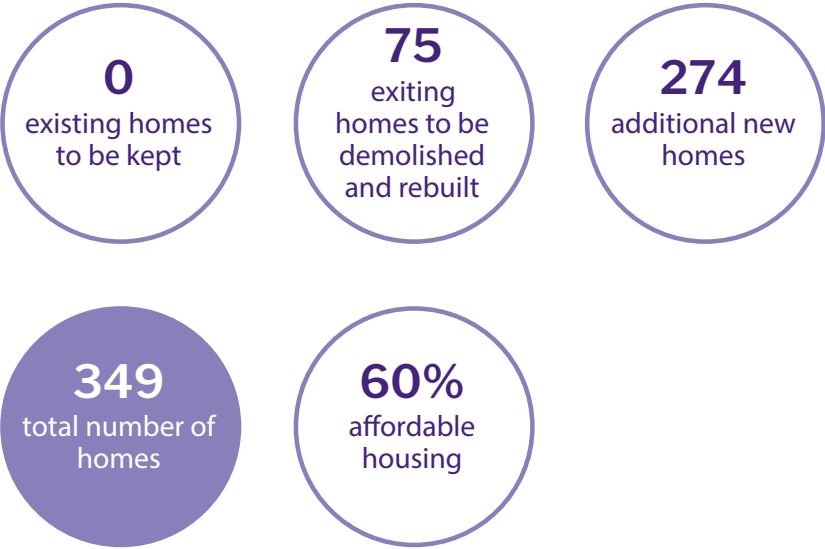 0
existing homes
to be kept
75
exiting
homes to be
demolished
and rebuilt
274
additional new
homes
349
total number of
homes
60%
affordable
housing